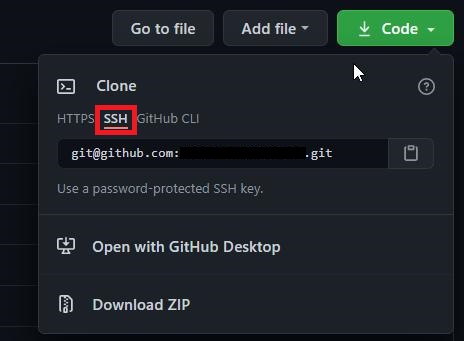 Go to file Add file Code
Clone
HTTPS SSH GitHub CLI
git@github.com: .git
Use a password-protected SSH key.
Open with GitHub Desktop
Download ZIP